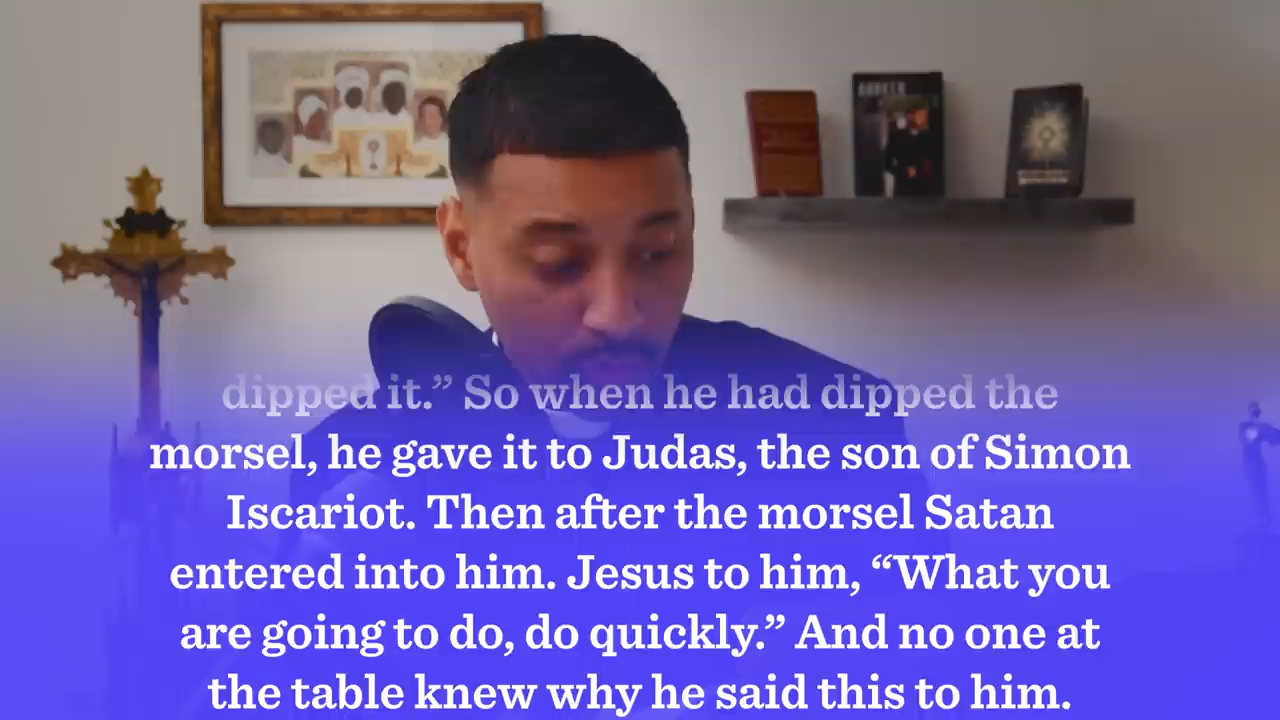 dipped it.” So when he had dipped the
morsel, he gave it to Judas, the son of Simon
Iscariot. Then after the morsel Satan
entered into him. Jesus to him, “What you
are going to do, do quickly.” And no one at
the table knew why he said this to him.